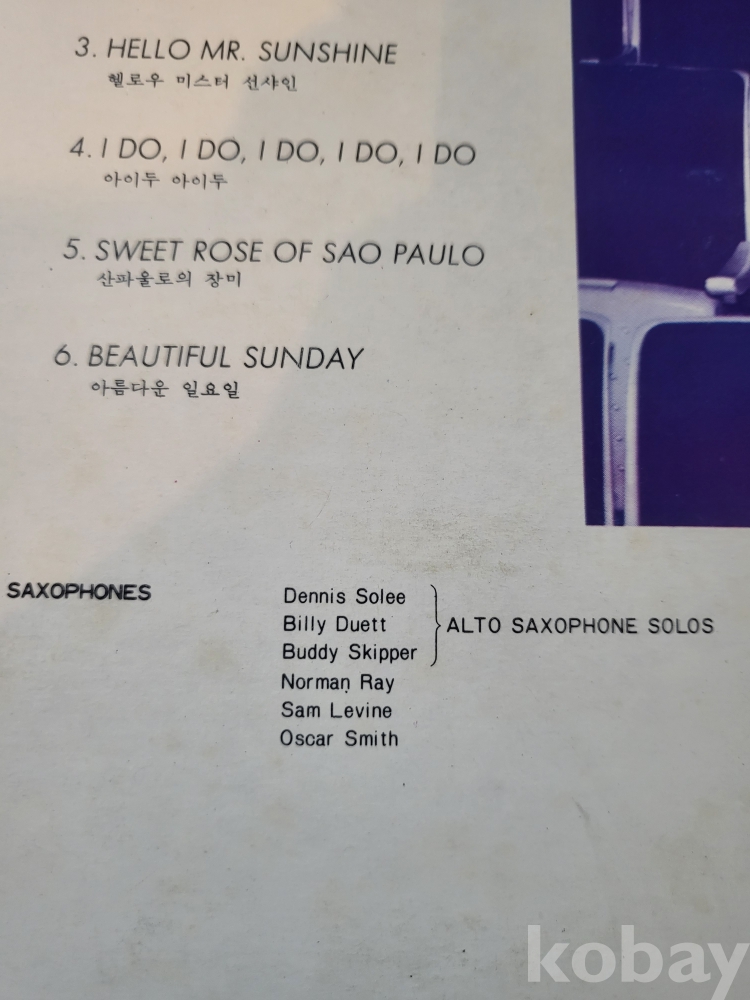 3. HELLO MR. SUNSHINE
헬로우 미스터 선샤인
4. I DO, I DO, I DO, I DO, I DO
아이두 아이두
5. SWEET ROSE OF SAO PAULO
산파울로의 장미
6. BEAUTIFUL SUNDAY
아름다운 일요일
SAXOPHONES
Dennis Solee
Billy Duett
ALTO SAXOPHONE SOLOS
Buddy Skipper
Norman Ray
Sam Levine
Oscar Smith
kobay